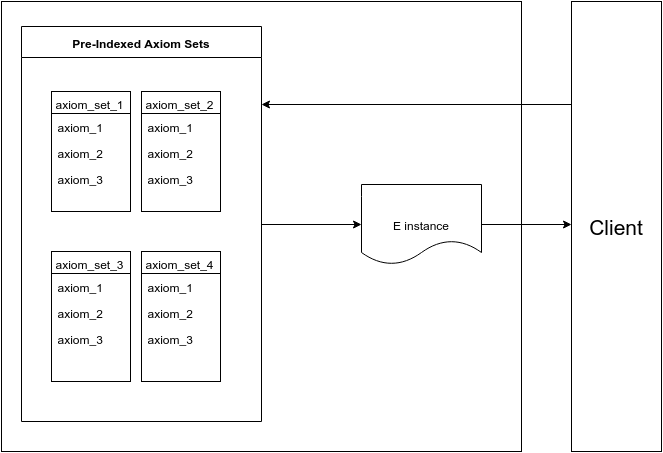 Pre-Indexed Axiom Sets
axiom_set_1
axiom_1
axiom_2
axiom_3
axiom_set_2
axiom_1
axiom_2
axiom_3
axiom_set_3
axiom_1
axiom_2
axiom_3
axiom_set_4
axiom_1
axiom_2
axiom_3
E instance
Client